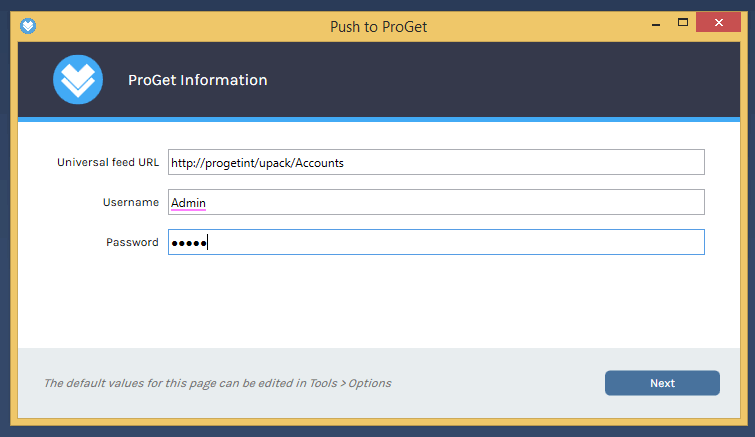 Push to ProGet
ProGet Information
Universal feed URL http://progetint/upack/Accounts
Username Admin
Password ●●●●●
The default values for this page can be edited in Tools > Options
Next